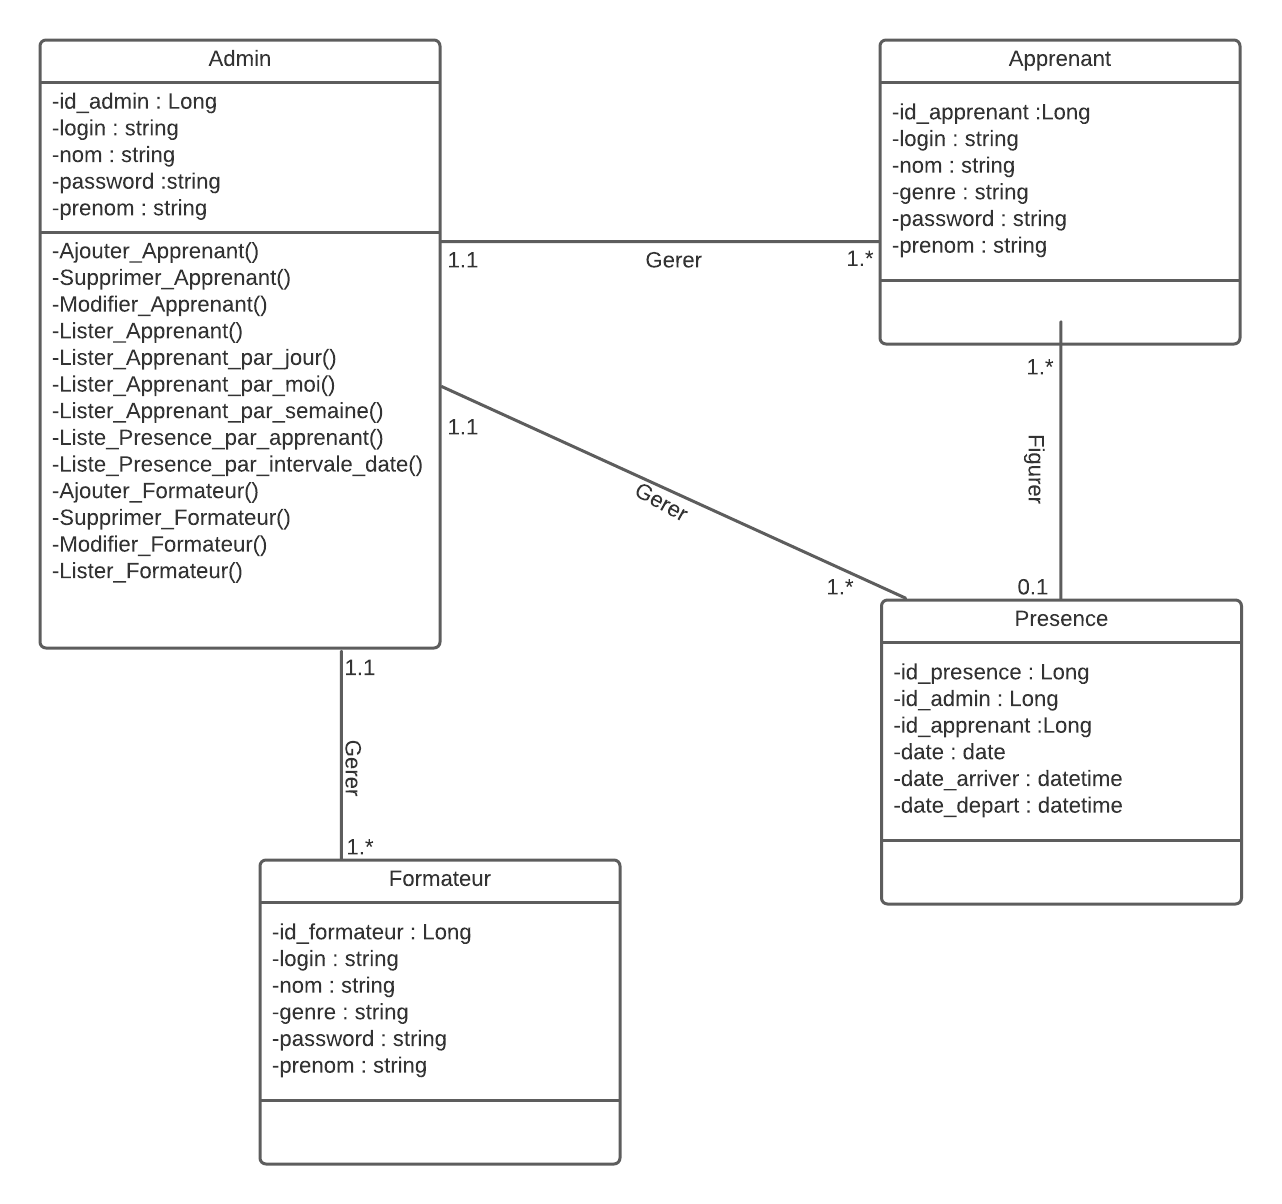 Admin
-id_admin : Long
-login : string
-nom : string
-password :string
-prenom : string
-Ajouter_Apprenant()
-Supprimer_Apprenant()
-Modifier_Apprenant()
-Lister_Apprenant()
-Lister_Apprenant_par_jour()
-Lister_Apprenant_par_moi()
-Lister_Apprenant_par_semaine()
-Liste_Presence_par_apprenant()
-Liste_Presence_par_intervale_date()
-Ajouter_Formateur()
-Supprimer_Formateur()
-Modifier_Formateur()
-Lister_Formateur()
1.1
Gerer
1.*
Apprenant
-id_apprenant :Long
-login : string
-nom : string
-genre : string
-password : string
-prenom : string
1.*
Figurer
0.1
1.1
Gerer
1.*
Presence
-id_presence : Long
-id_admin : Long
-id_apprenant :Long
-date : date
-date_arriver : datetime
-date_depart : datetime
1.1
Gerer
1.*
Formateur
-id_formateur : Long
-login : string
-nom : string
-genre : string
-password : string
-prenom : string